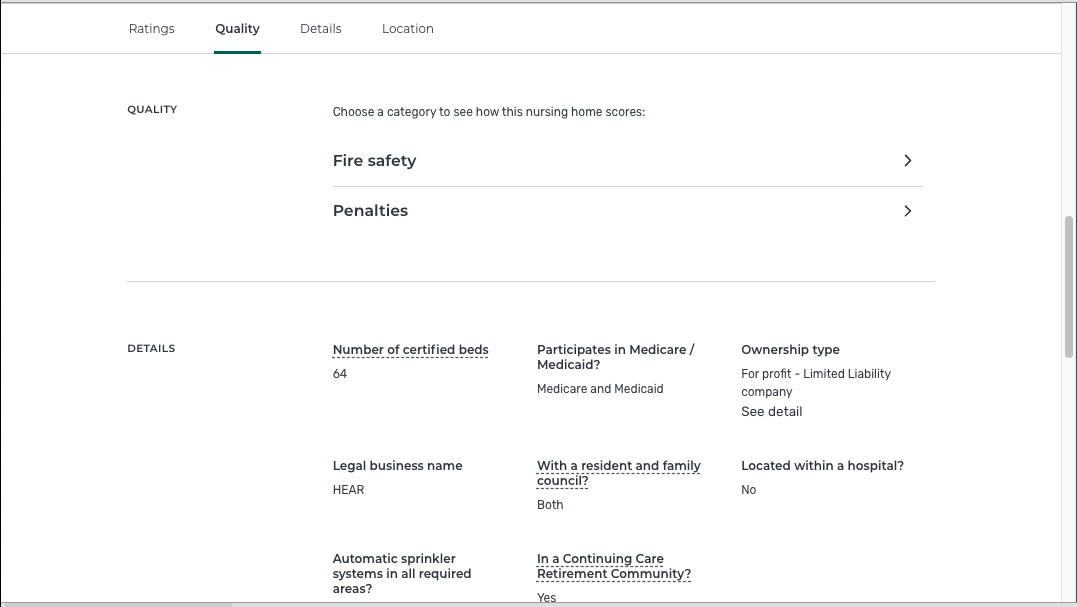 Ratings Quality Details Location
QUALITY
Choose a category to see how this nursing home scores:
Fire safety
Penalties
DETAILS
Number of certified beds
64
Participates in Medicare /
Medicaid?
Medicare and Medicaid
Ownership type
For profit - Limited Liability
company
See detail
Legal business name
HEAR
With a resident and family
council?
Both
Located within a hospital?
No
Automatic sprinkler
systems in all required
areas?
In a Continuing Care
Retirement Community?
Yes